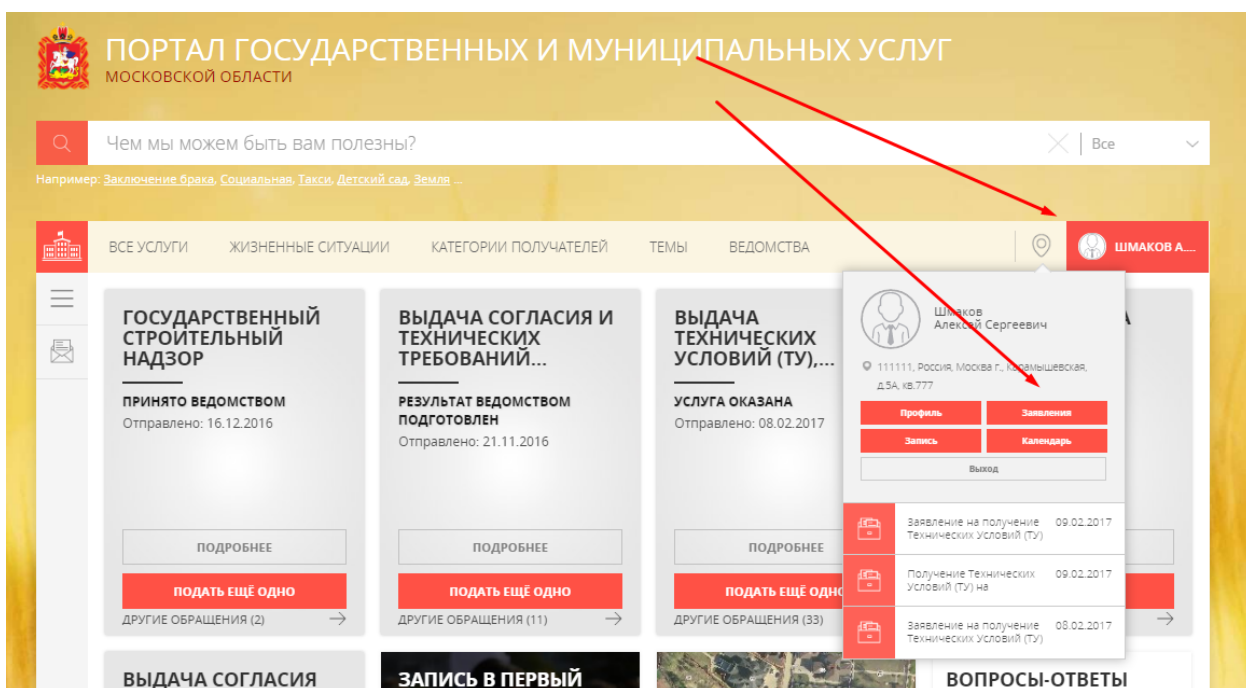 ПОРТАЛ ГОСУДАРСТВЕННЫХ И МУНИЦИПАЛЬНЫХ УСЛУГ
МОСКОВСКОЙ ОБЛАСТИ
Чем мы можем быть вам полезны?
Все
Например: Заключение брака, Социальная, Такси, Детский сад, Земля ...
ВСЕ УСЛУГИ ЖИЗНЕННЫЕ СИТУАЦИИ КАТЕГОРИИ ПОЛУЧАТЕЛЕЙ ТЕМЫ ВЕДОМСТВА
ШМАКОВ А....
ГОСУДАРСТВЕННЫЙ
СТРОИТЕЛЬНЫЙ
НАДЗОР
ПРИНЯТО ВЕДОМСТВОМ
Отправлено: 16.12.2016
ПОДРОБНЕЕ
ПОДАТЬ ЕЩЁ ОДНО
ДРУГИЕ ОБРАЩЕНИЯ (2)
ВЫДАЧА СОГЛАСИЯ И
ТЕХНИЧЕСКИХ
ТРЕБОВАНИЙ...
РЕЗУЛЬТАТ ВЕДОМСТВОМ
ПОДГОТОВЛЕН
Отправлено: 21.11.2016
ПОДРОБНЕЕ
ПОДАТЬ ЕЩЁ ОДНО
ДРУГИЕ ОБРАЩЕНИЯ (11)
ВЫДАЧА
ТЕХНИЧЕСКИХ
УСЛОВИЙ (ТУ),...
УСЛУГА ОКАЗАНА
Отправлено: 08.02.2017
ПОДРОБНЕЕ
ПОДАТЬ ЕЩЁ ОДНО
ДРУГИЕ ОБРАЩЕНИЯ (33)
Шмаков
Алексей Сергеевич
111111, Россия, Москва г., Карамышевская,
д.5А, кв.777
Профиль Заявления
Запись Календарь
Выход
Заявление на получение 09.02.2017
Технических Условий (ТУ)
Получение Технических 09.02.2017
Условий (ТУ) на
Заявление на получение 08.02.2017
Технических Условий (ТУ)
ВЫДАЧА СОГЛАСИЯ
ЗАПИСЬ В ПЕРВЫЙ
ВОПРОСЫ-ОТВЕТЫ